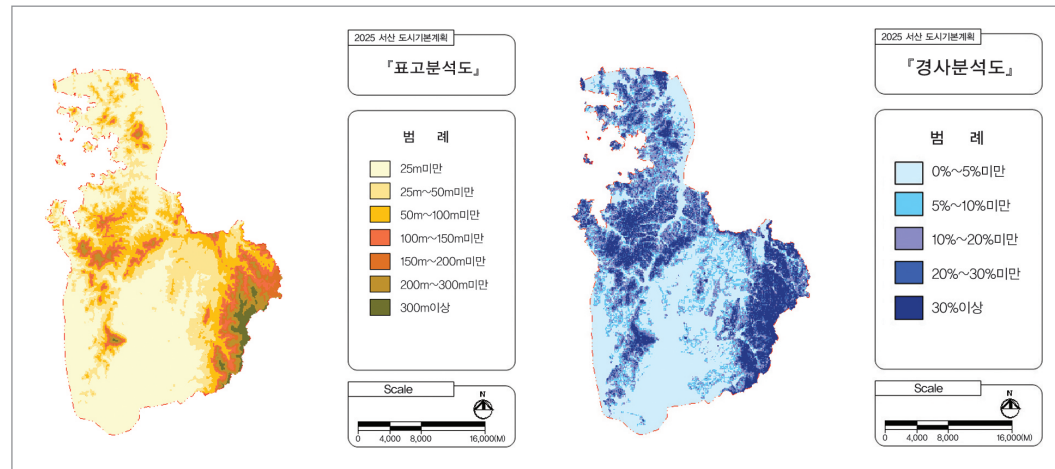 2025 서산 도시기본계획
『표고분석도』
범 례
25m미만
25m~50m미만
50m~100m미만
100m~150m미만
150m~200m미만
200m~300m미만
300m이상
Scale
N
0 4,000 8,000 16,000(M)
2025 서산 도시기본계획
『경사분석도』
범 례
0%~5%미만
5%~10%미만
10%~20%미만
20%~30%미만
30%이상
Scale
N
0 4,000 8,000 16,000(M)